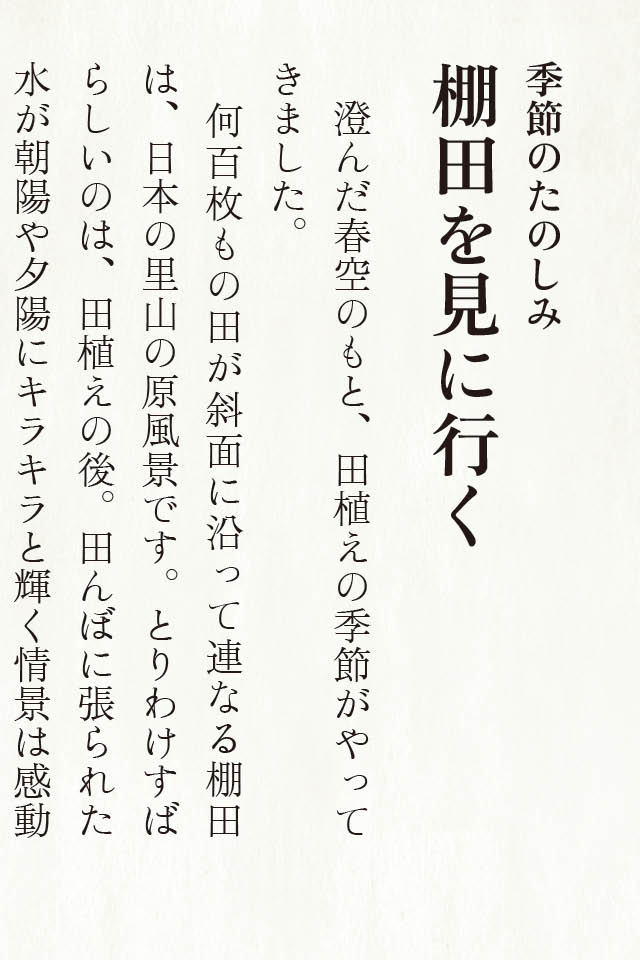 季節のたのしみ
棚田を見に行く
澄んだ春空のもと、田植えの季節がやって
きました。
何百枚もの田が斜面に沿って連なる棚田
は、日本の里山の原風景です。とりわけすば
らしいのは、田植えの後。田んぼに張られた
水が朝陽や夕陽にキラキラと輝く情景は感動